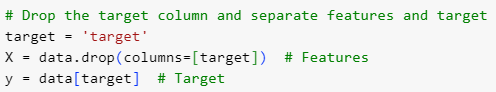 # Drop the target column and separate features and target
target = 'target'
X = data.drop(columns=[target])  # Features
y = data[target]  # Target